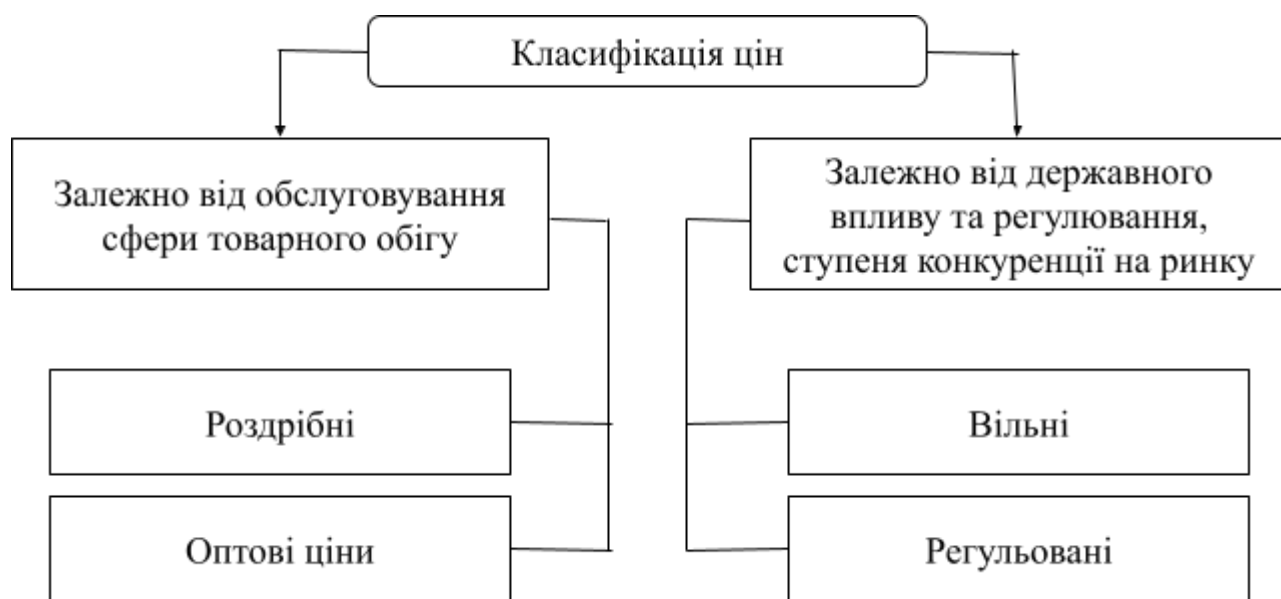 Класифікація цін
Залежно від обслуговування
сфери товарного обігу
Залежно від державного
впливу та регулювання,
ступеня конкуренції на ринку
Роздрібні
Вільні
Оптові ціни
Регульовані